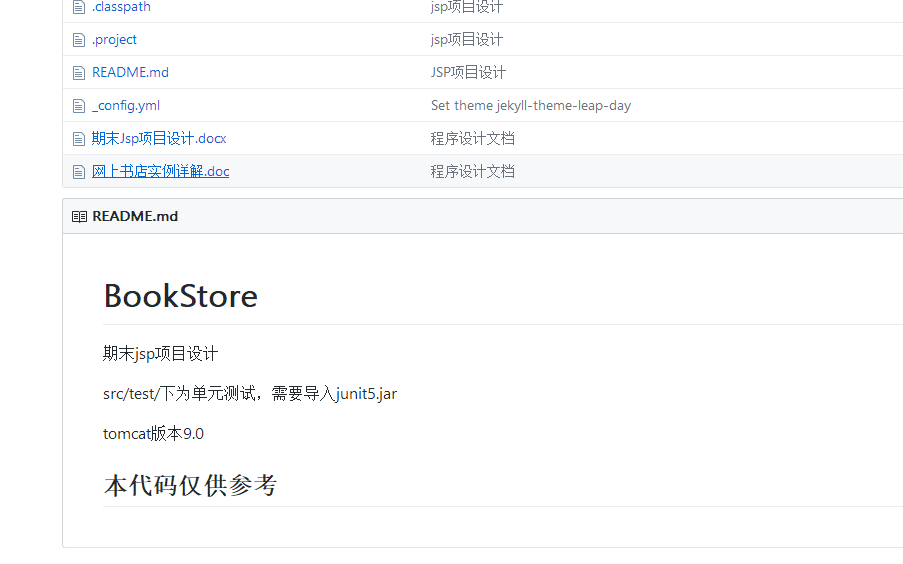 .classpath jsp项目设计
.project jsp项目设计
README.md JSP项目设计
_config.yml Set theme jekyll-theme-leap-day
期末Jsp项目设计.docx 程序设计文档
网上书店实例详解.doc 程序设计文档
README.md
BookStore
期末jsp项目设计
src/test/下为单元测试，需要导入junit5.jar
tomcat版本9.0
本代码仅供参考